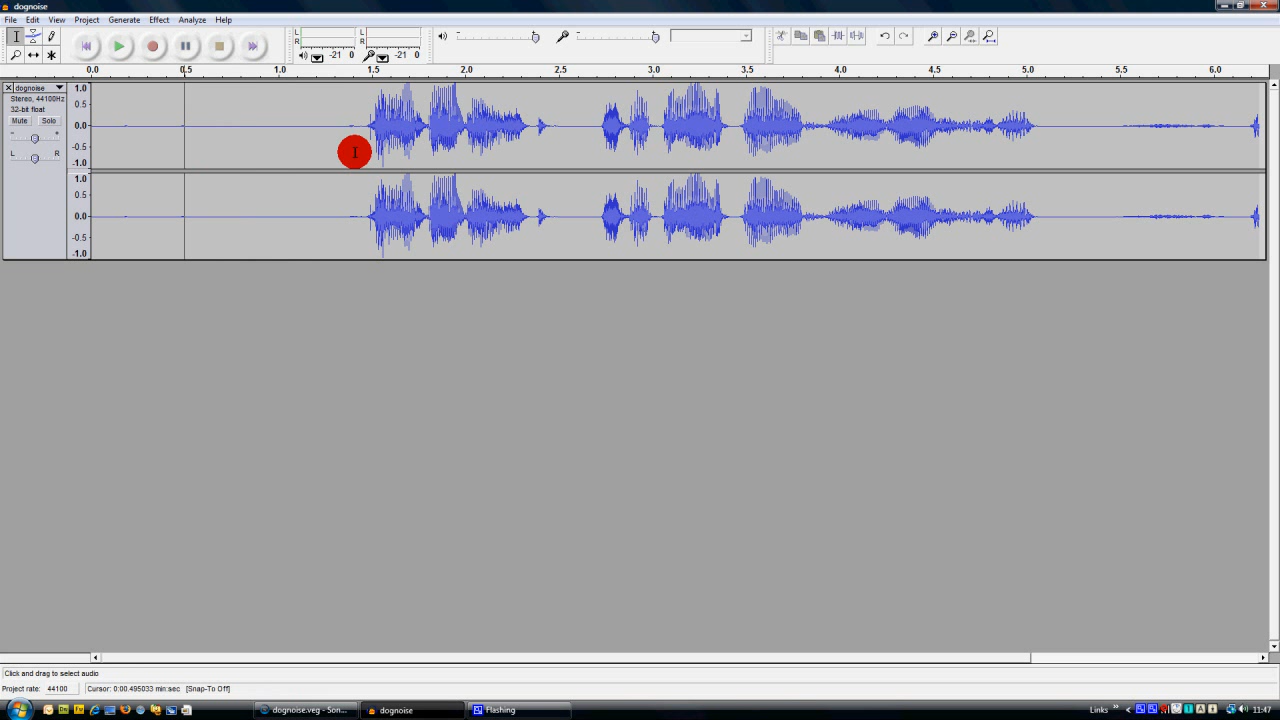 dognoise
File Edit View Project Generate Effect Analyze Help
L L
R R
-21 0 -21 0
0.0 0.5 1.0 1.5 2.0 2.5 3.0 3.5 4.0 4.5 5.0 5.5 6.0
dognoise
Stereo, 44100Hz
32-bit float
Mute Solo
- +
L R
1.0
0.5
0.0
-0.5
-1.0
1.0
0.5
0.0
-0.5
-1.0
Click and drag to select audio
Project rate: 44100 Cursor: 0:00.495033 min:sec [Snap-To Off]
dognoise.veg - Son... dognoise Flashing Links 11:47